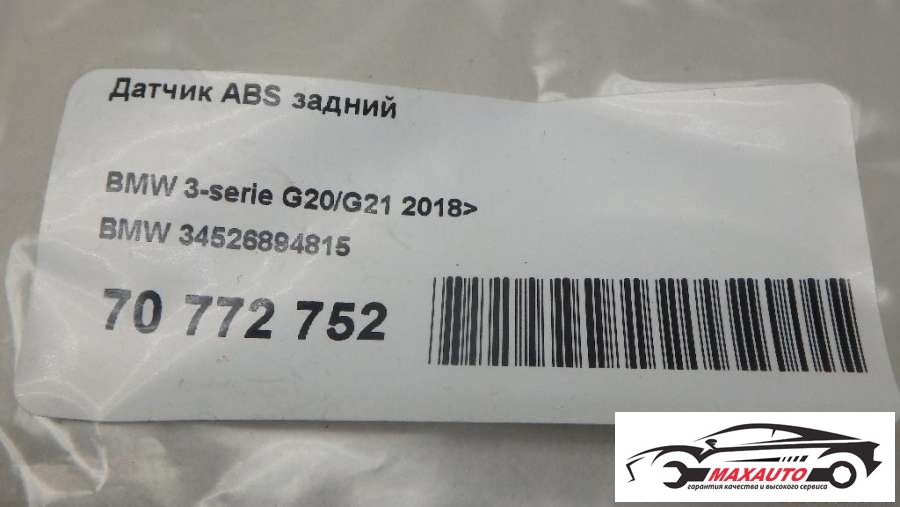 Датчик ABS задний
BMW 3-serie G20/G21 2018>
BMW 34526894815
70 772 752
MAXAUTO
гарантия качества и высокого сервиса